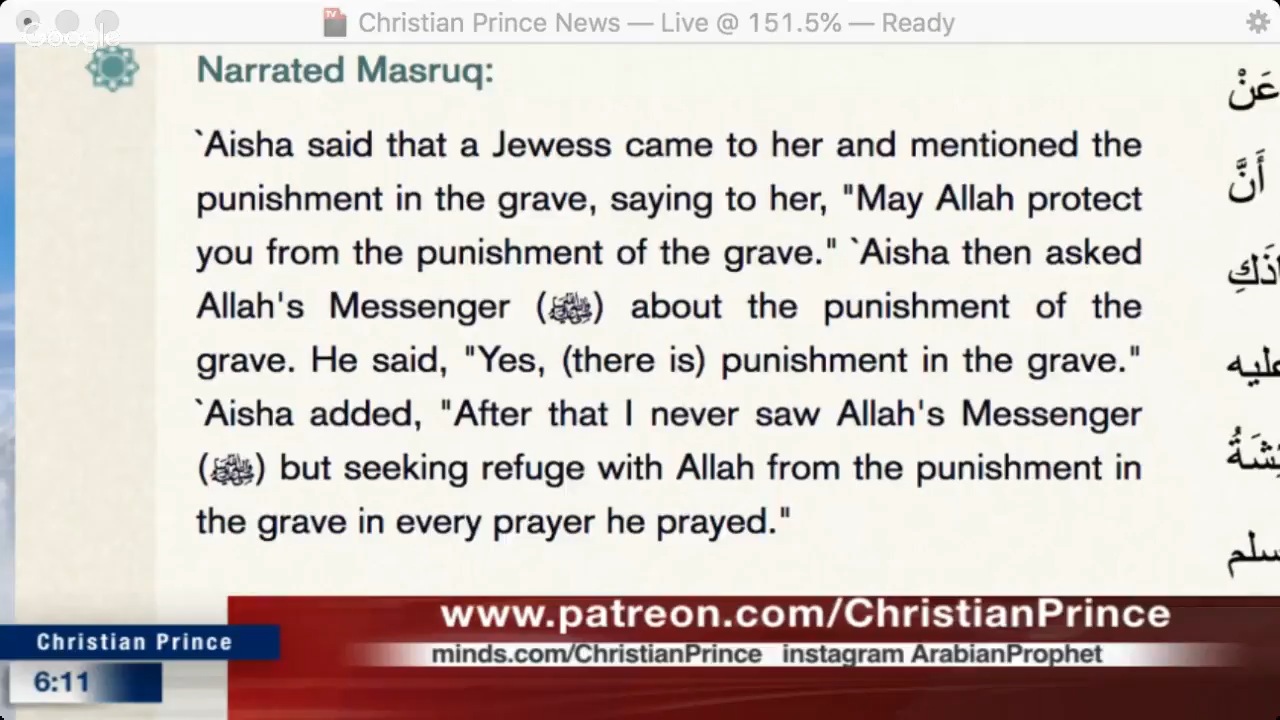 Christian Prince News — Live @ 151.5% — Ready
Google
Narrated Masruq:
`Aisha said that a Jewess came to her and mentioned the
punishment in the grave, saying to her, "May Allah protect
you from the punishment of the grave." `Aisha then asked
Allah's Messenger (ﷺ) about the punishment of the
grave. He said, "Yes, (there is) punishment in the grave."
`Aisha added, "After that I never saw Allah's Messenger
(ﷺ) but seeking refuge with Allah from the punishment in
the grave in every prayer he prayed."
عَنْ
أَنَّ
عليه
www.patreon.com/ChristianPrince
Christian Prince
minds.com/ChristianPrince instagram ArabianProphet
6:11